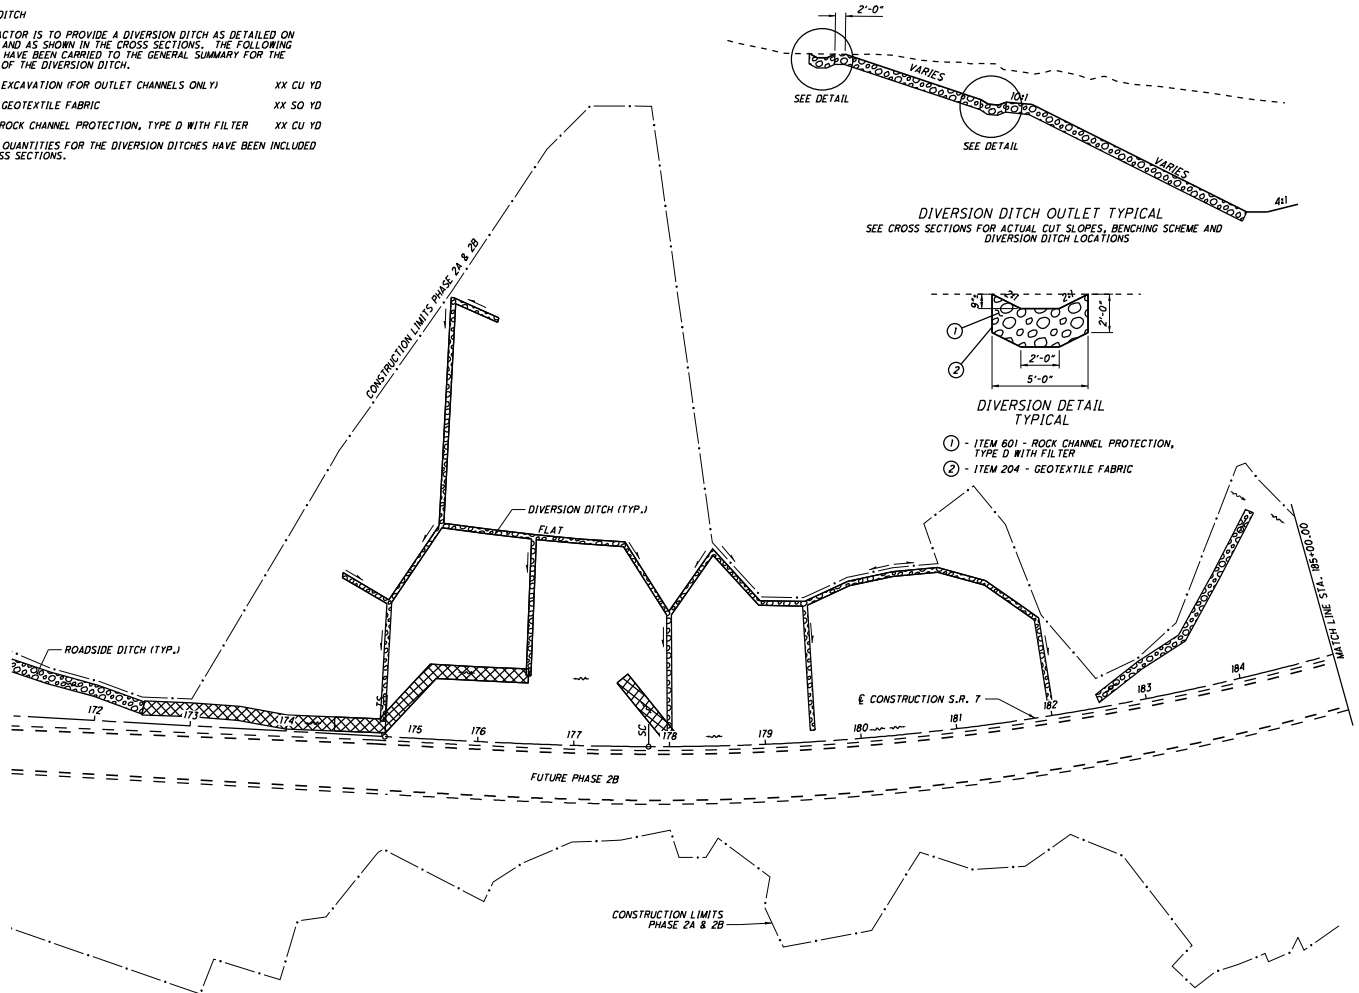 DITCH
ACTOR IS TO PROVIDE A DIVERSION DITCH AS DETAILED ON
AND AS SHOWN IN THE CROSS SECTIONS. THE FOLLOWING
HAVE BEEN CARRIED TO THE GENERAL SUMMARY FOR THE
OF THE DIVERSION DITCH.
EXCAVATION (FOR OUTLET CHANNELS ONLY) XX CU YD
GEOTEXTILE FABRIC XX SQ YD
ROCK CHANNEL PROTECTION, TYPE D WITH FILTER XX CU YD
QUANTITIES FOR THE DIVERSION DITCHES HAVE BEEN INCLUDED
SS SECTIONS.
2'-0"
VARIES
SEE DETAIL
10:1
SEE DETAIL
VARIES
4:1
DIVERSION DITCH OUTLET TYPICAL
SEE CROSS SECTIONS FOR ACTUAL CUT SLOPES, BENCHING SCHEME AND
DIVERSION DITCH LOCATIONS
9"
2:1
2:1
2'-0"
1
2
2'-0"
5'-0"
DIVERSION DETAIL
TYPICAL
1 - ITEM 601 - ROCK CHANNEL PROTECTION,
TYPE D WITH FILTER
2 - ITEM 204 - GEOTEXTILE FABRIC
CONSTRUCTION LIMITS PHASE 2A & 2B
DIVERSION DITCH (TYP.)
FLAT
ROADSIDE DITCH (TYP.)
MATCH LINE STA. 185+00.00
℄ CONSTRUCTION S.R. 7
TS
SC
172
173
174
175
176
177
178
179
180
181
182
183
184
FUTURE PHASE 2B
CONSTRUCTION LIMITS
PHASE 2A & 2B